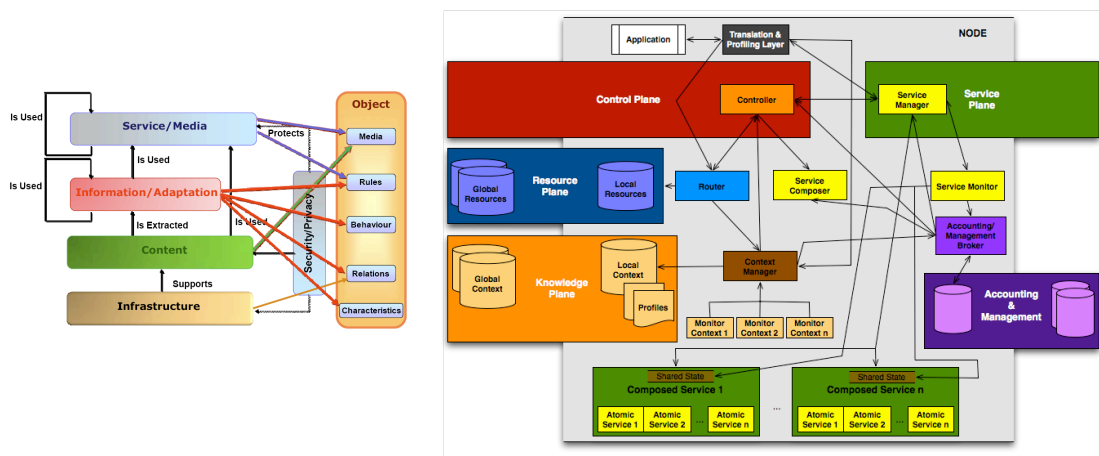 Object
Is Used
Service/Media
Protects
Media
Is Used
Is Used
Information/Adaptation
Rules
Is Extracted
Is Used
Security/Privacy
Behaviour
Content
Relations
Supports
Infrastructure
Characteristics
NODE
Application
Translation &
Profiling Layer
Control Plane
Controller
Service
Manager
Service
Plane
Resource
Plane
Global
Resources
Local
Resources
Router
Service
Composer
Service Monitor
Accounting/
Management
Broker
Global
Context
Knowledge
Plane
Local
Context
Profiles
Context
Manager
Monitor
Context 1
Monitor
Context 2
Monitor
Context n
Accounting
&
Management
Shared State
Composed Service 1
Atomic
Service 1
Atomic
Service 2
...
Atomic
Service n
...
Shared State
Composed Service n
Atomic
Service 1
Atomic
Service 2
...
Atomic
Service n